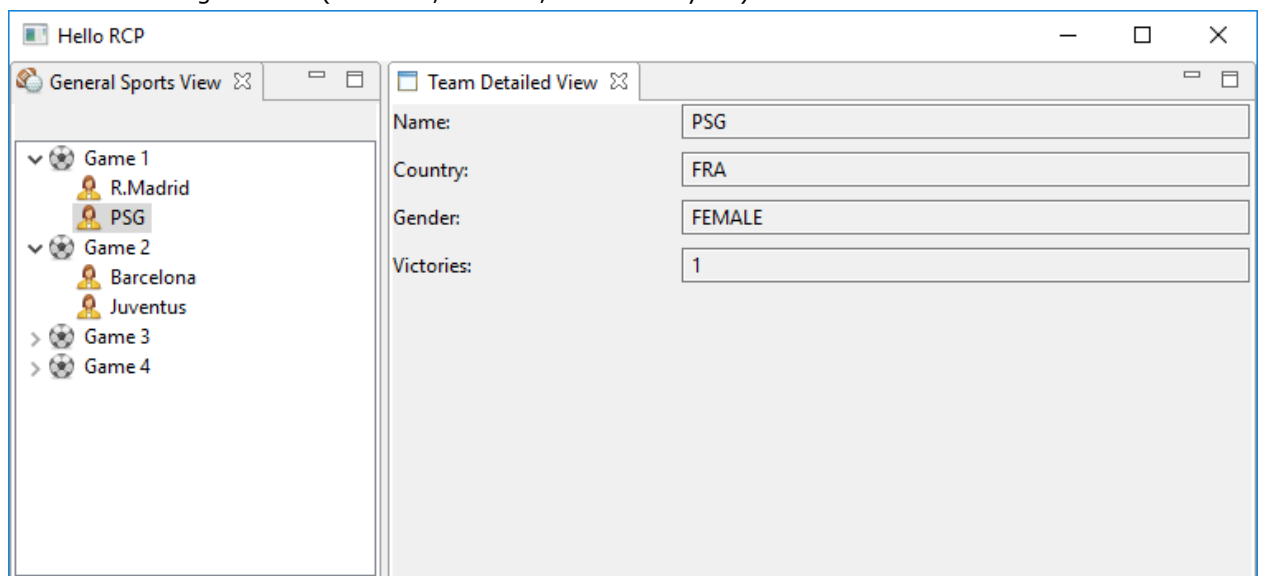 Hello RCP
General Sports View
Team Detailed View
Game 1
R.Madrid
PSG
Game 2
Barcelona
Juventus
Game 3
Game 4
Name: PSG
Country: FRA
Gender: FEMALE
Victories: 1